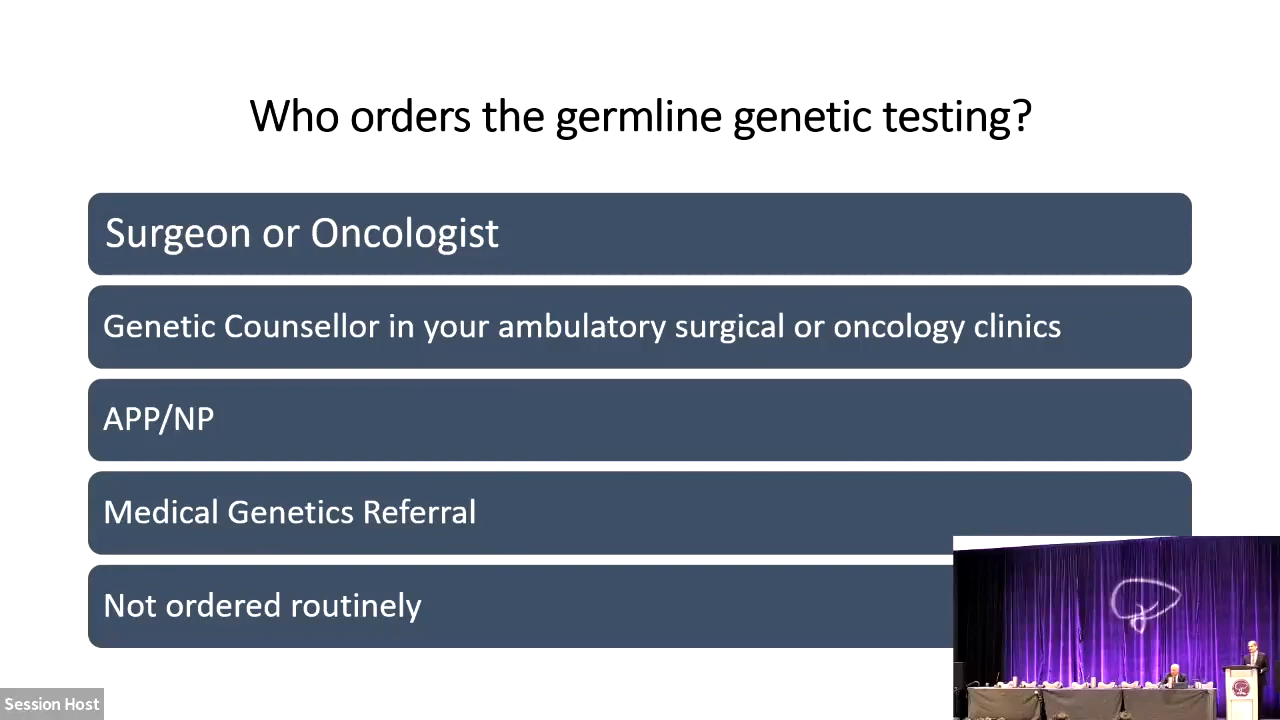 Who orders the germline genetic testing?
Surgeon or Oncologist
Genetic Counsellor in your ambulatory surgical or oncology clinics
APP/NP
Medical Genetics Referral
Not ordered routinely
Session Host